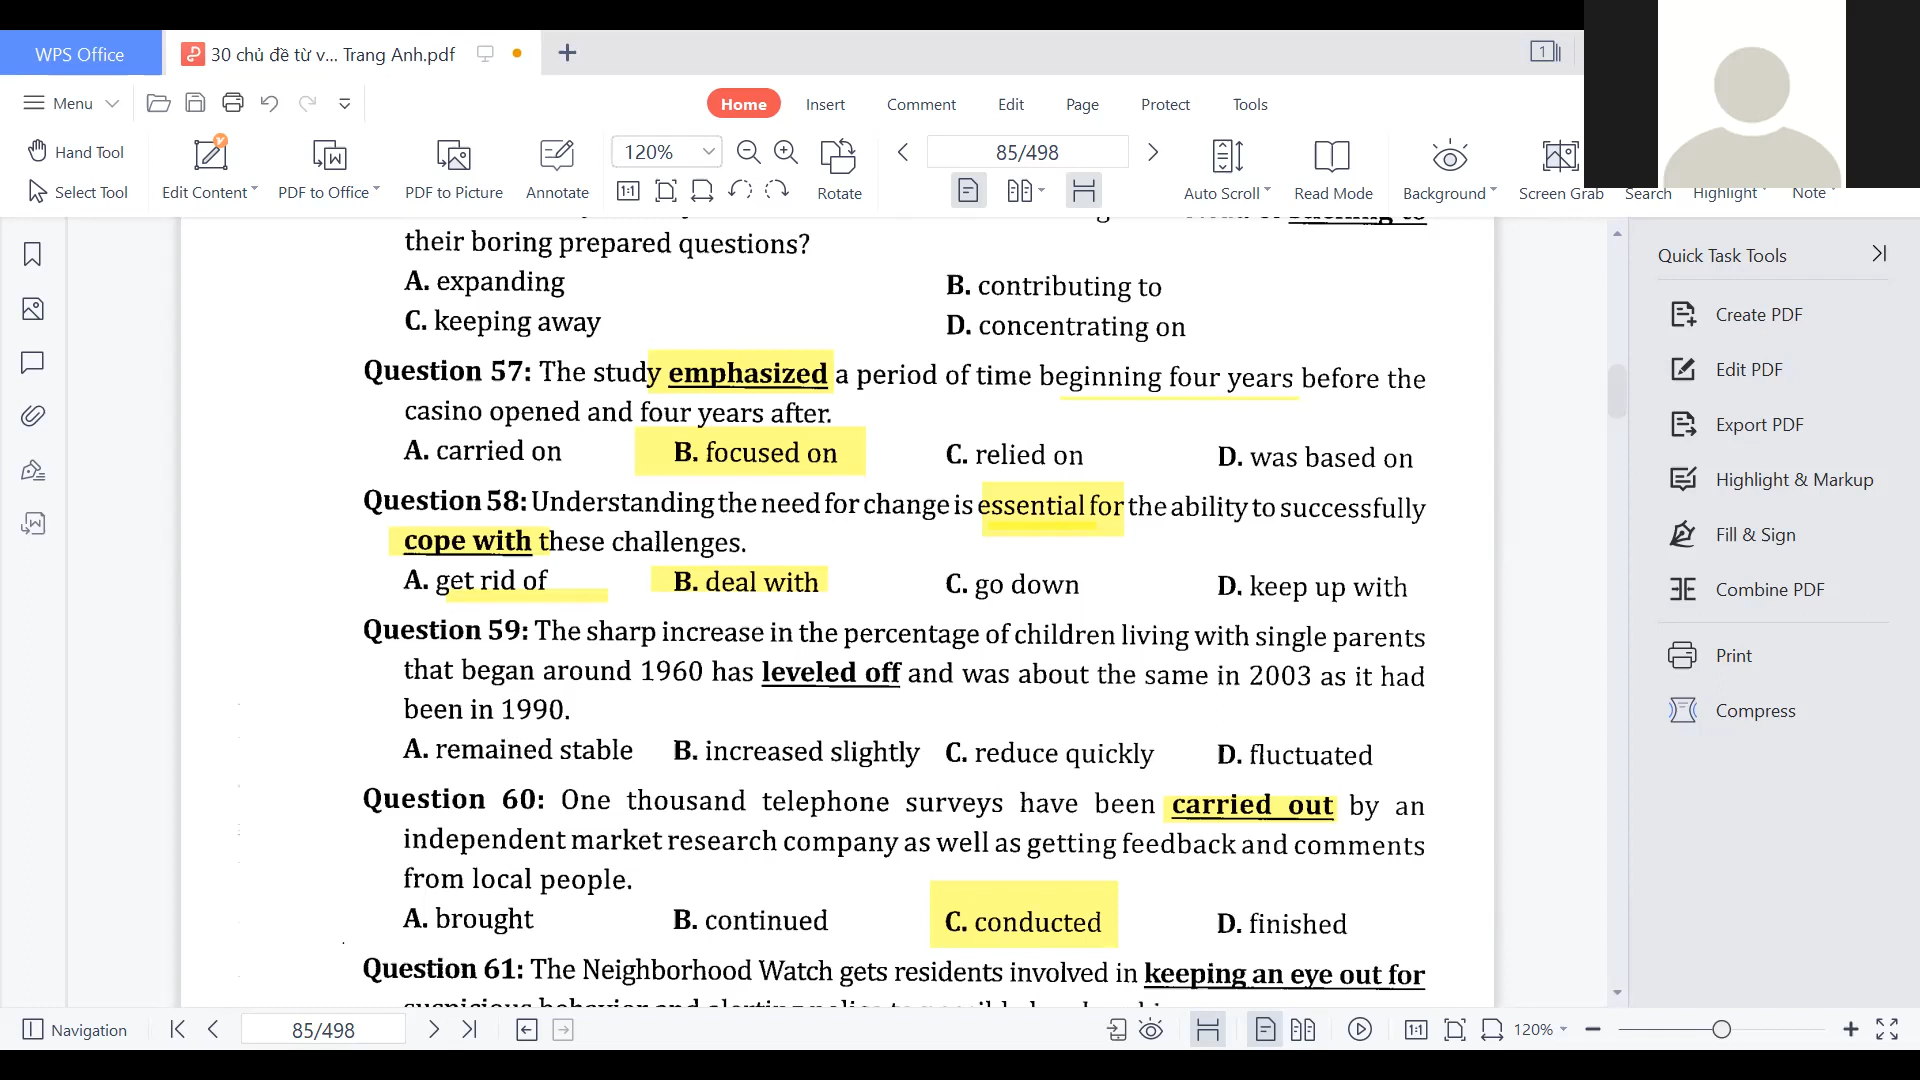 WPS Office
30 chủ đề từ v... Trang Anh.pdf
1
Menu
Home
Insert
Comment
Edit
Page
Protect
Tools
Hand Tool
Select Tool
Edit Content
PDF to Office
PDF to Picture
Annotate
120%
1:1
Rotate
85/498
Auto Scroll
Read Mode
Background
Screen Grab
Search
Highlight
Note
their boring prepared questions?
A. expanding
B. contributing to
C. keeping away
D. concentrating on
Question 57: The study emphasized a period of time beginning four years before the
casino opened and four years after.
A. carried on
B. focused on
C. relied on
D. was based on
Question 58: Understanding the need for change is essential for the ability to successfully
cope with these challenges.
A. get rid of
B. deal with
C. go down
D. keep up with
Question 59: The sharp increase in the percentage of children living with single parents
that began around 1960 has leveled off and was about the same in 2003 as it had
been in 1990.
A. remained stable
B. increased slightly
C. reduce quickly
D. fluctuated
Question 60: One thousand telephone surveys have been carried out by an
independent market research company as well as getting feedback and comments
from local people.
A. brought
B. continued
C. conducted
D. finished
Question 61: The Neighborhood Watch gets residents involved in keeping an eye out for
Quick Task Tools
Create PDF
Edit PDF
Export PDF
Highlight & Markup
Fill & Sign
Combine PDF
Print
Compress
Navigation
85/498
1:1
120%